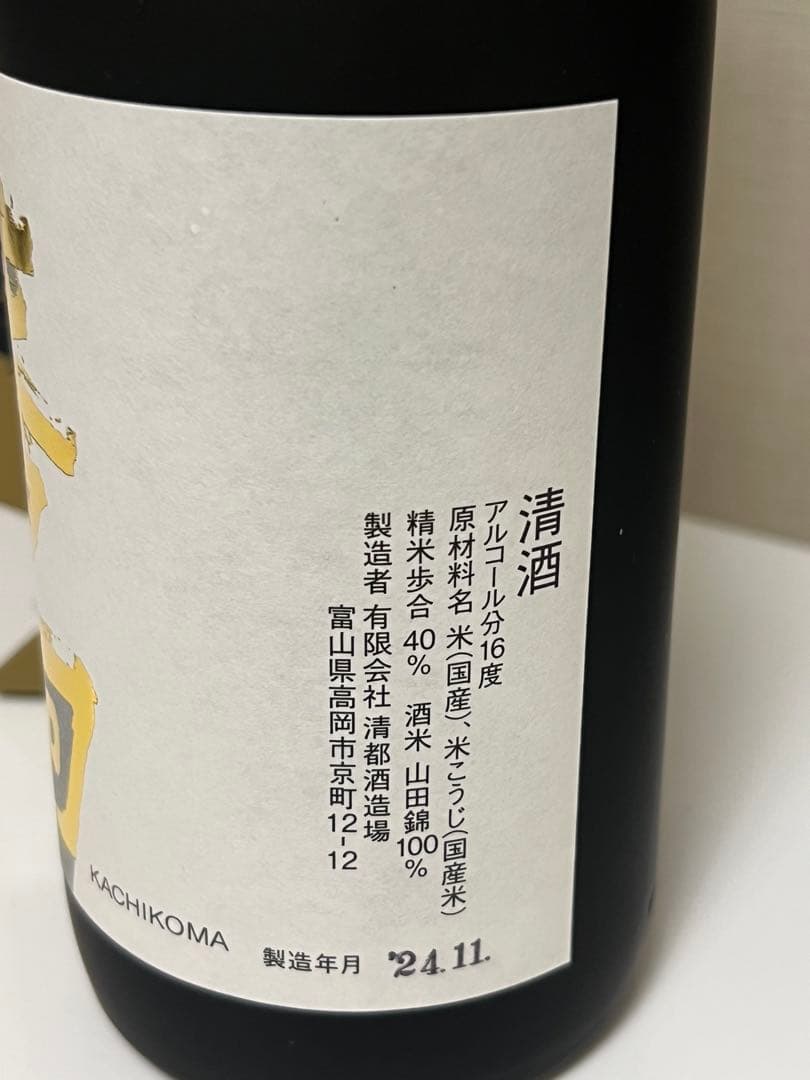 清酒
アルコール分16度
原材料名 米(国産)、米こうじ(国産米)
精米歩合 40% 酒米 山田錦100%
製造者 有限会社 清都酒造場
富山県高岡市京町12-12
KACHIKOMA
製造年月 '24.11.